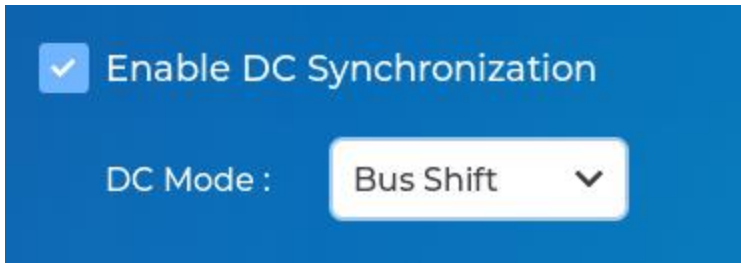 Enable DC Synchronization
DC Mode : Bus Shift